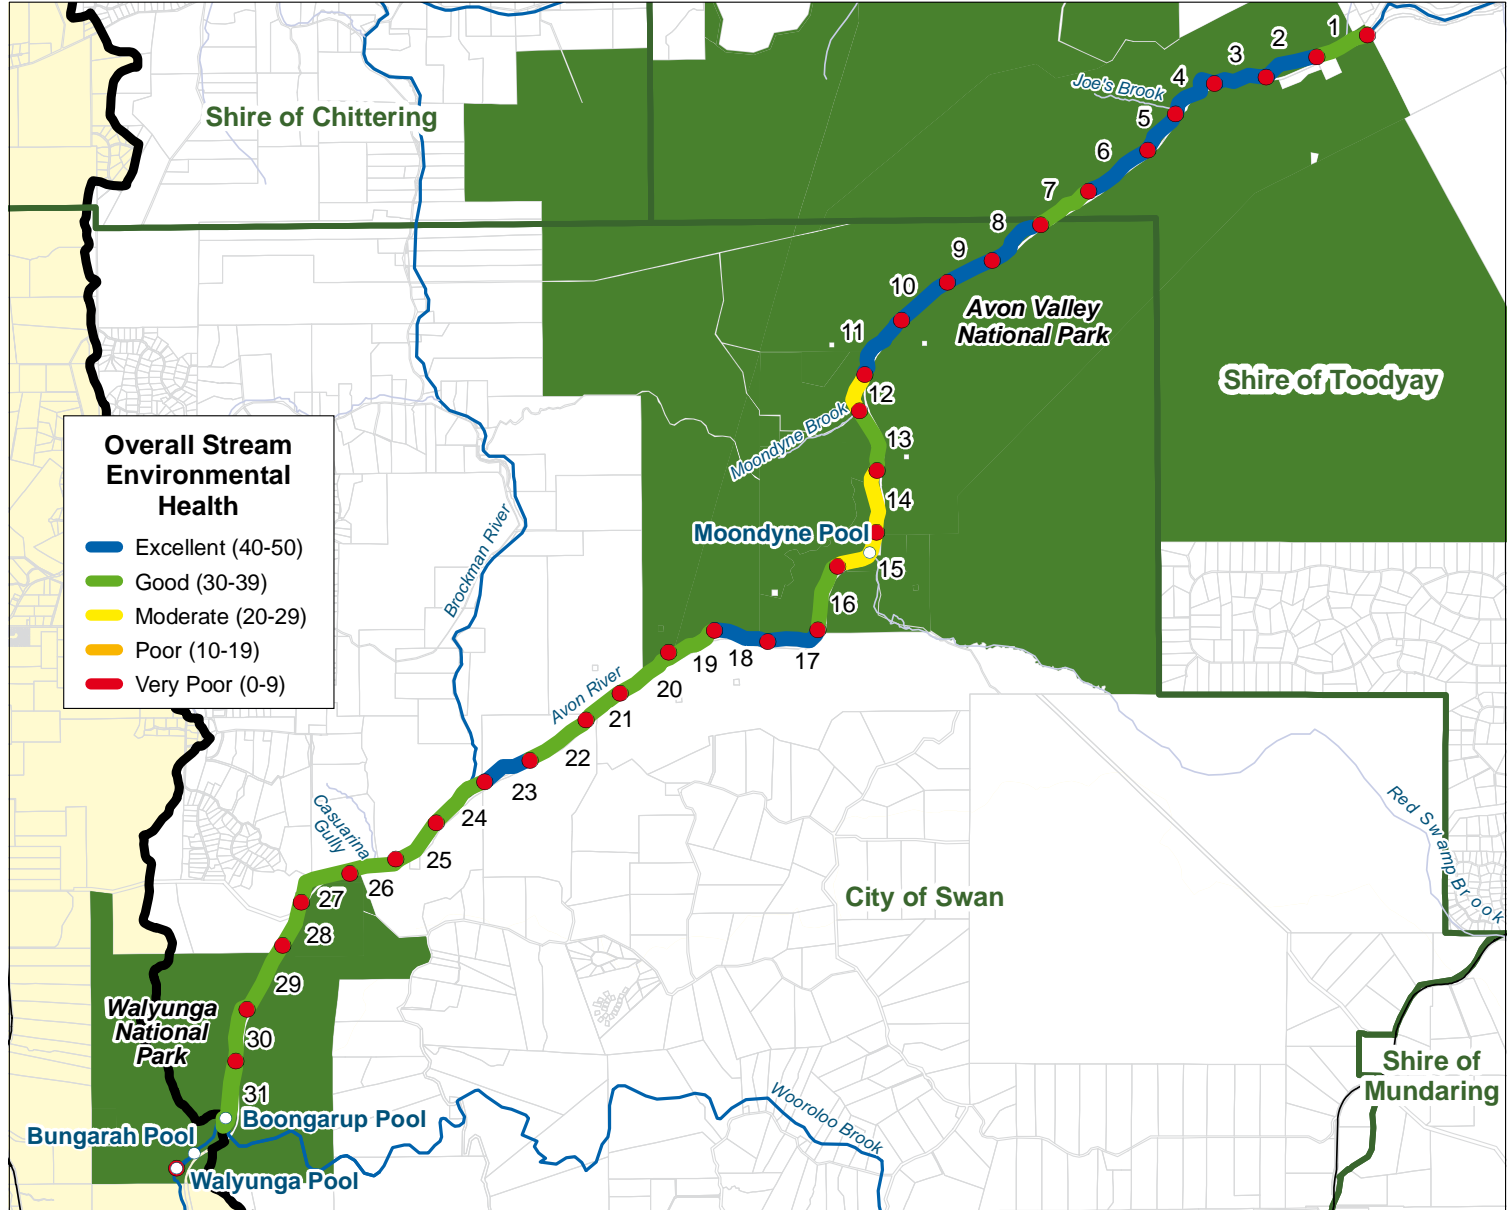 1
2
3
4
Joe's Brook
5
Shire of Chittering
6
7
8
9
10
Avon Valley
National Park
11
Shire of Toodyay
12
Moondyne Brook
13
Overall Stream
Environmental
Health
Excellent (40-50)
Good (30-39)
Moderate (20-29)
Poor (10-19)
Very Poor (0-9)
14
Moondyne Pool
Brockman River
15
16
17
18
19
20
Avon River
21
22
23
24
Casuarina
Gully
25
26
27
28
29
30
31
Red Swamp Brook
City of Swan
Walyunga
National
Park
Shire of
Mundaring
Boongarup Pool
Bungarah Pool
Walyunga Pool
Wooroloo Brook